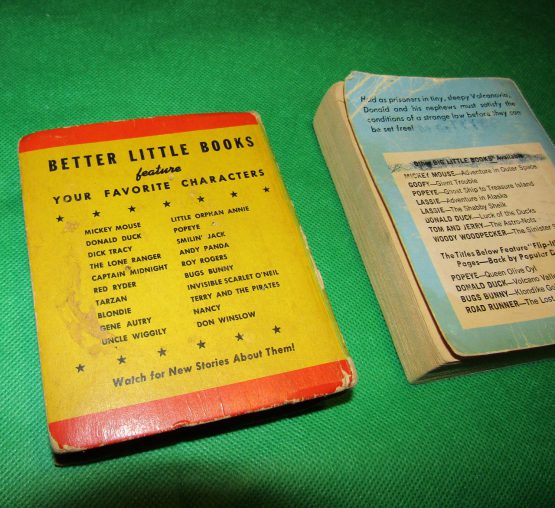 BETTER LITTLE BOOKS
feature
YOUR FAVORITE CHARACTERS
MICKEY MOUSE
DONALD DUCK
DICK TRACY
THE LONE RANGER
CAPTAIN MIDNIGHT
RED RYDER
TARZAN
BLONDIE
GENE AUTRY
UNCLE WIGGILY
LITTLE ORPHAN ANNIE
POPEYE
SMILIN' JACK
ANDY PANDA
ROY ROGERS
BUGS BUNNY
INVISIBLE SCARLET O'NEIL
TERRY AND THE PIRATES
NANCY
DON WINSLOW
Watch for New Stories About Them!
Held as prisoners in tiny, sleepy Volcanovia,
Donald and his nephews must satisfy the
conditions of a strange law before they can
be set free!
BIG LITTLE BOOKS Available
MICKEY MOUSE—Adventure in Outer Space
GOOFY—Giant Trouble
POPEYE—Ghost Ship to Treasure Island
LASSIE—Adventure in Alaska
LASSIE—The Shabby Sheik
DONALD DUCK—Luck of the Ducks
TOM AND JERRY—The Astro-Nots
WOODY WOODPECKER—The Sinister
The Titles Below Feature "Flip-
Pages—Back by Popular
POPEYE—Queen Olive Oyl
DONALD DUCK—Volcano
BUGS BUNNY—Klondike
ROAD RUNNER—The Lost